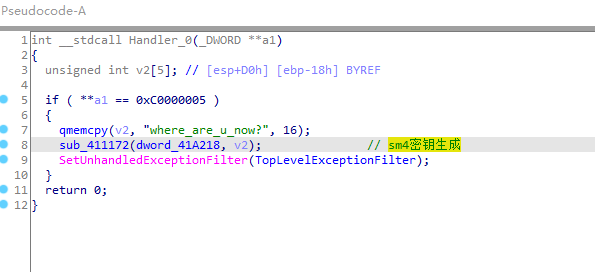 Pseudocode-A
1 int __stdcall Handler_0(_DWORD **a1)
2 {
3   unsigned int v2[5]; // [esp+D0h] [ebp-18h] BYREF
4
5   if ( **a1 == 0xC0000005 )
6   {
7     qmemcpy(v2, "where_are_u_now?", 16);
8     sub_411172(dword_41A218, v2);               // sm4密钥生成
9     SetUnhandledExceptionFilter(TopLevelExceptionFilter);
10   }
11   return 0;
12 }